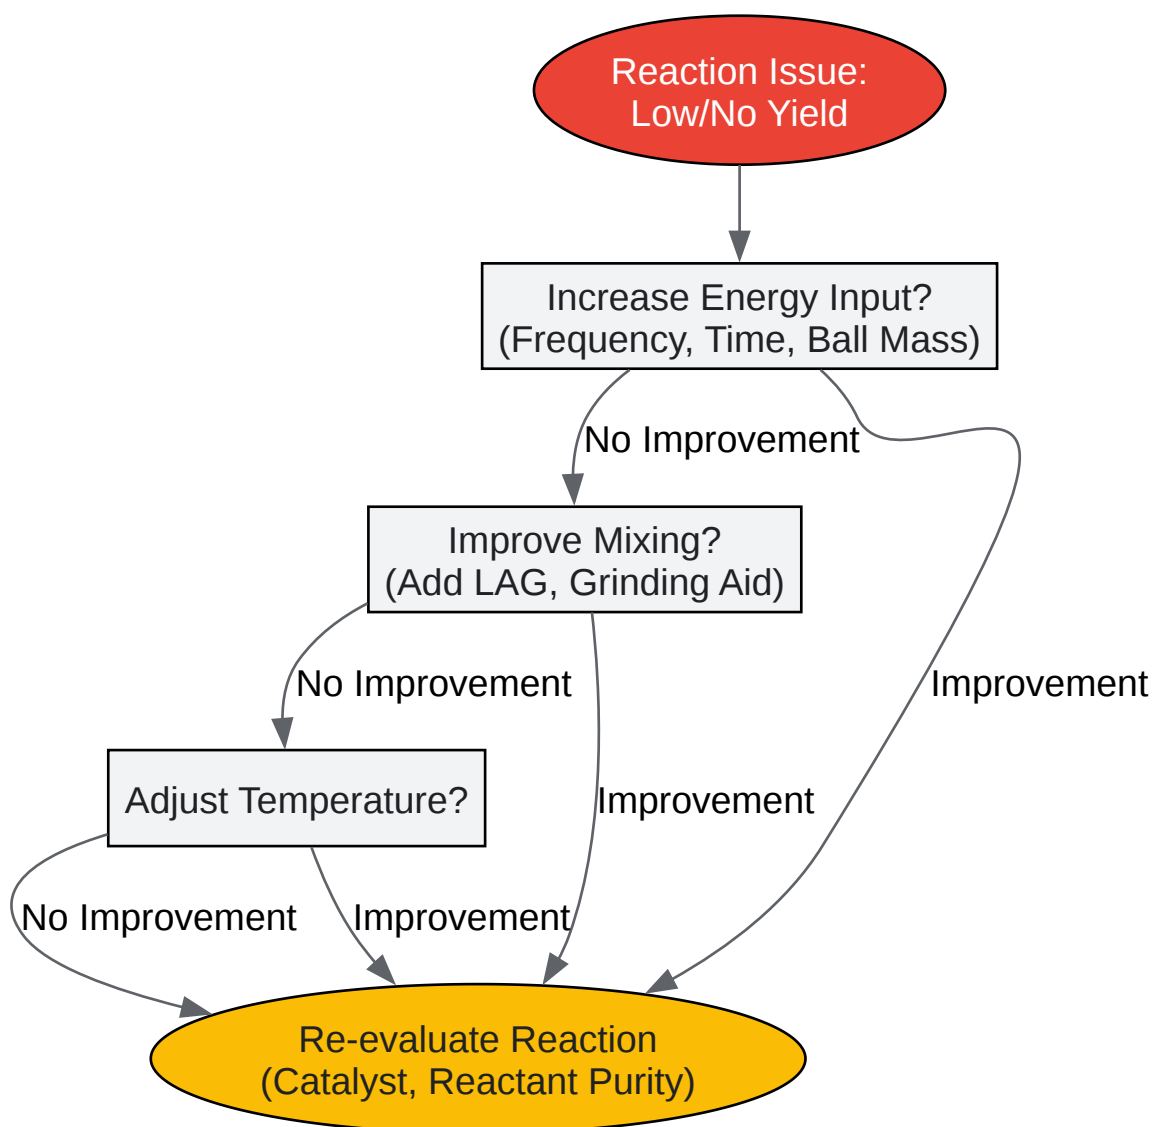 Reaction Issue:
Low/No Yield
Increase Energy Input?
(Frequency, Time, Ball Mass)
No Improvement
Improve Mixing?
(Add LAG, Grinding Aid)
No Improvement
Improvement
Adjust Temperature?
Improvement
No Improvement
Improvement
Re-evaluate Reaction
(Catalyst, Reactant Purity)